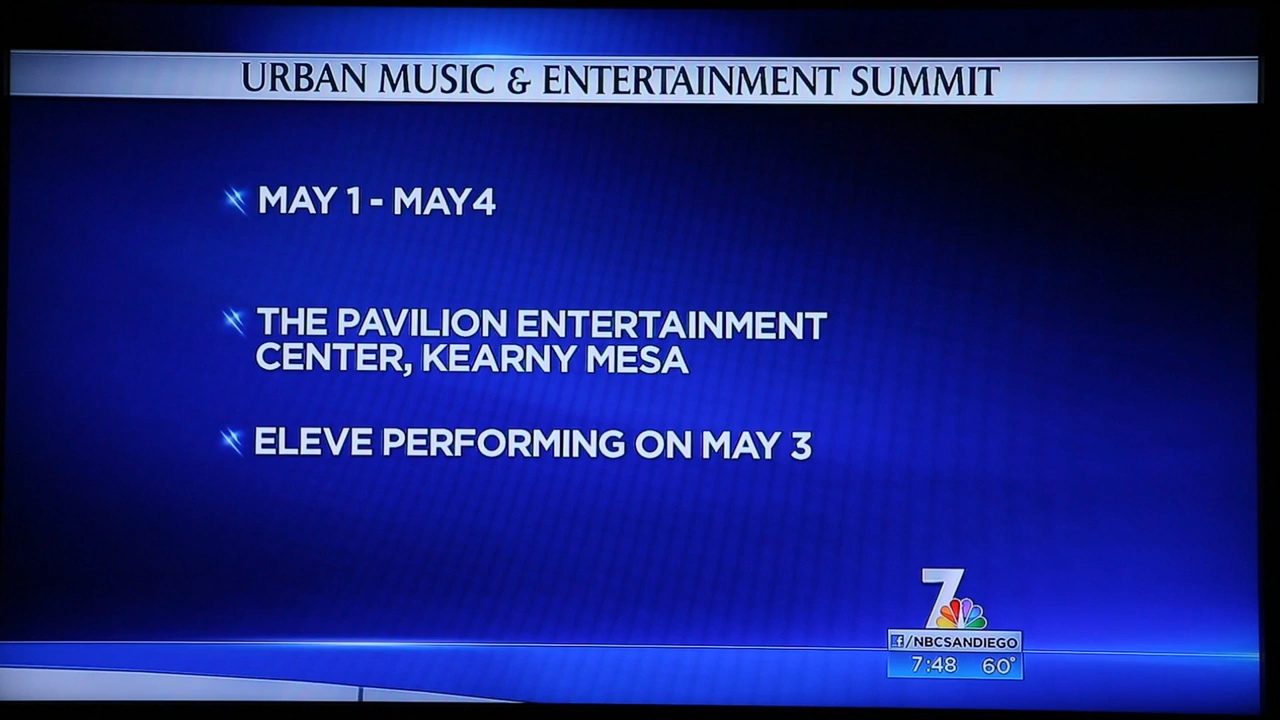 URBAN MUSIC & ENTERTAINMENT SUMMIT
MAY 1 - MAY4
THE PAVILION ENTERTAINMENT
CENTER, KEARNY MESA
ELEVE PERFORMING ON MAY 3
7
f/NBCSANDIEGO
7:48 60°